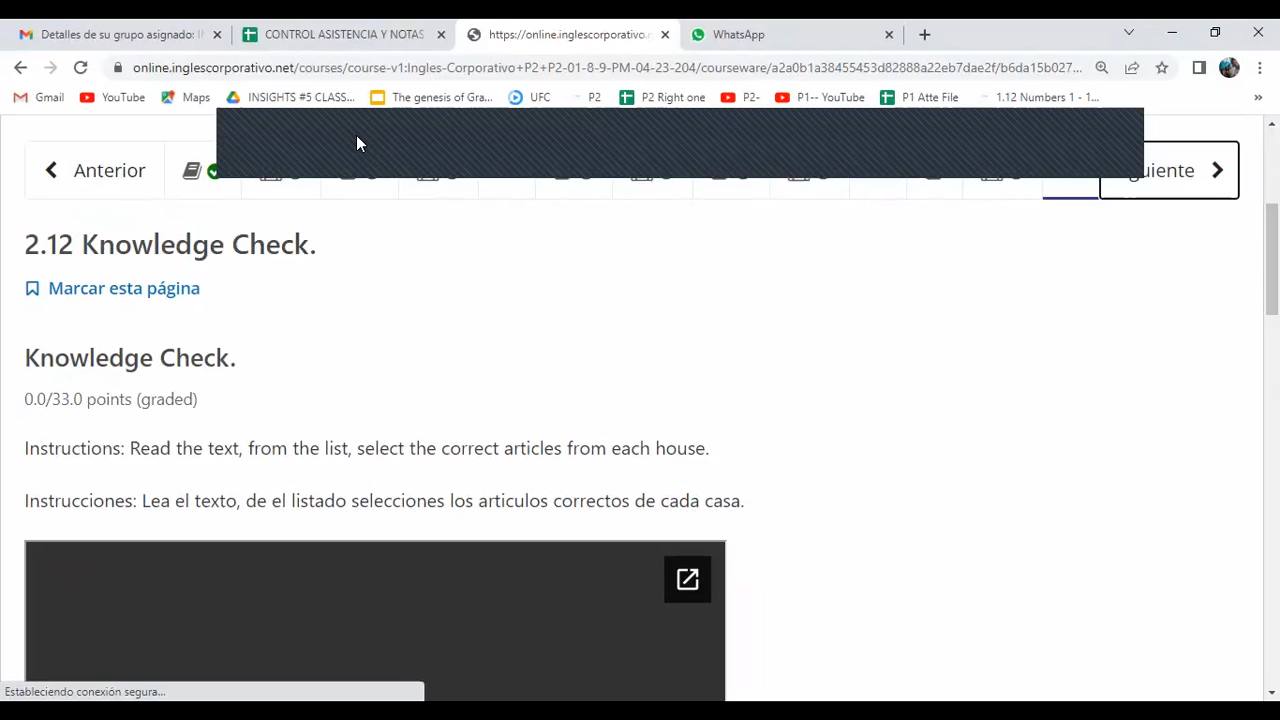 Detalles de su grupo asignado: I
CONTROL ASISTENCIA Y NOTAS
https://online.inglescorporativo.
WhatsApp
online.inglescorporativo.net/courses/course-v1:Ingles-Corporativo+P2+P2-01-8-9-PM-04-23-204/courseware/a2a0b1a38455453d82888a22eb7dae2f/b6da15b027...
Gmail
YouTube
Maps
INSIGHTS #5 CLASS...
The genesis of Gra...
UFC
P2
P2 Right one
P2-
P1-- YouTube
P1 Atte File
1.12 Numbers 1 - 1...
»
Anterior
guiente
2.12 Knowledge Check.
Marcar esta página
Knowledge Check.
0.0/33.0 points (graded)
Instructions: Read the text, from the list, select the correct articles from each house.
Instrucciones: Lea el texto, de el listado selecciones los articulos correctos de cada casa.
Estableciendo conexión segura...